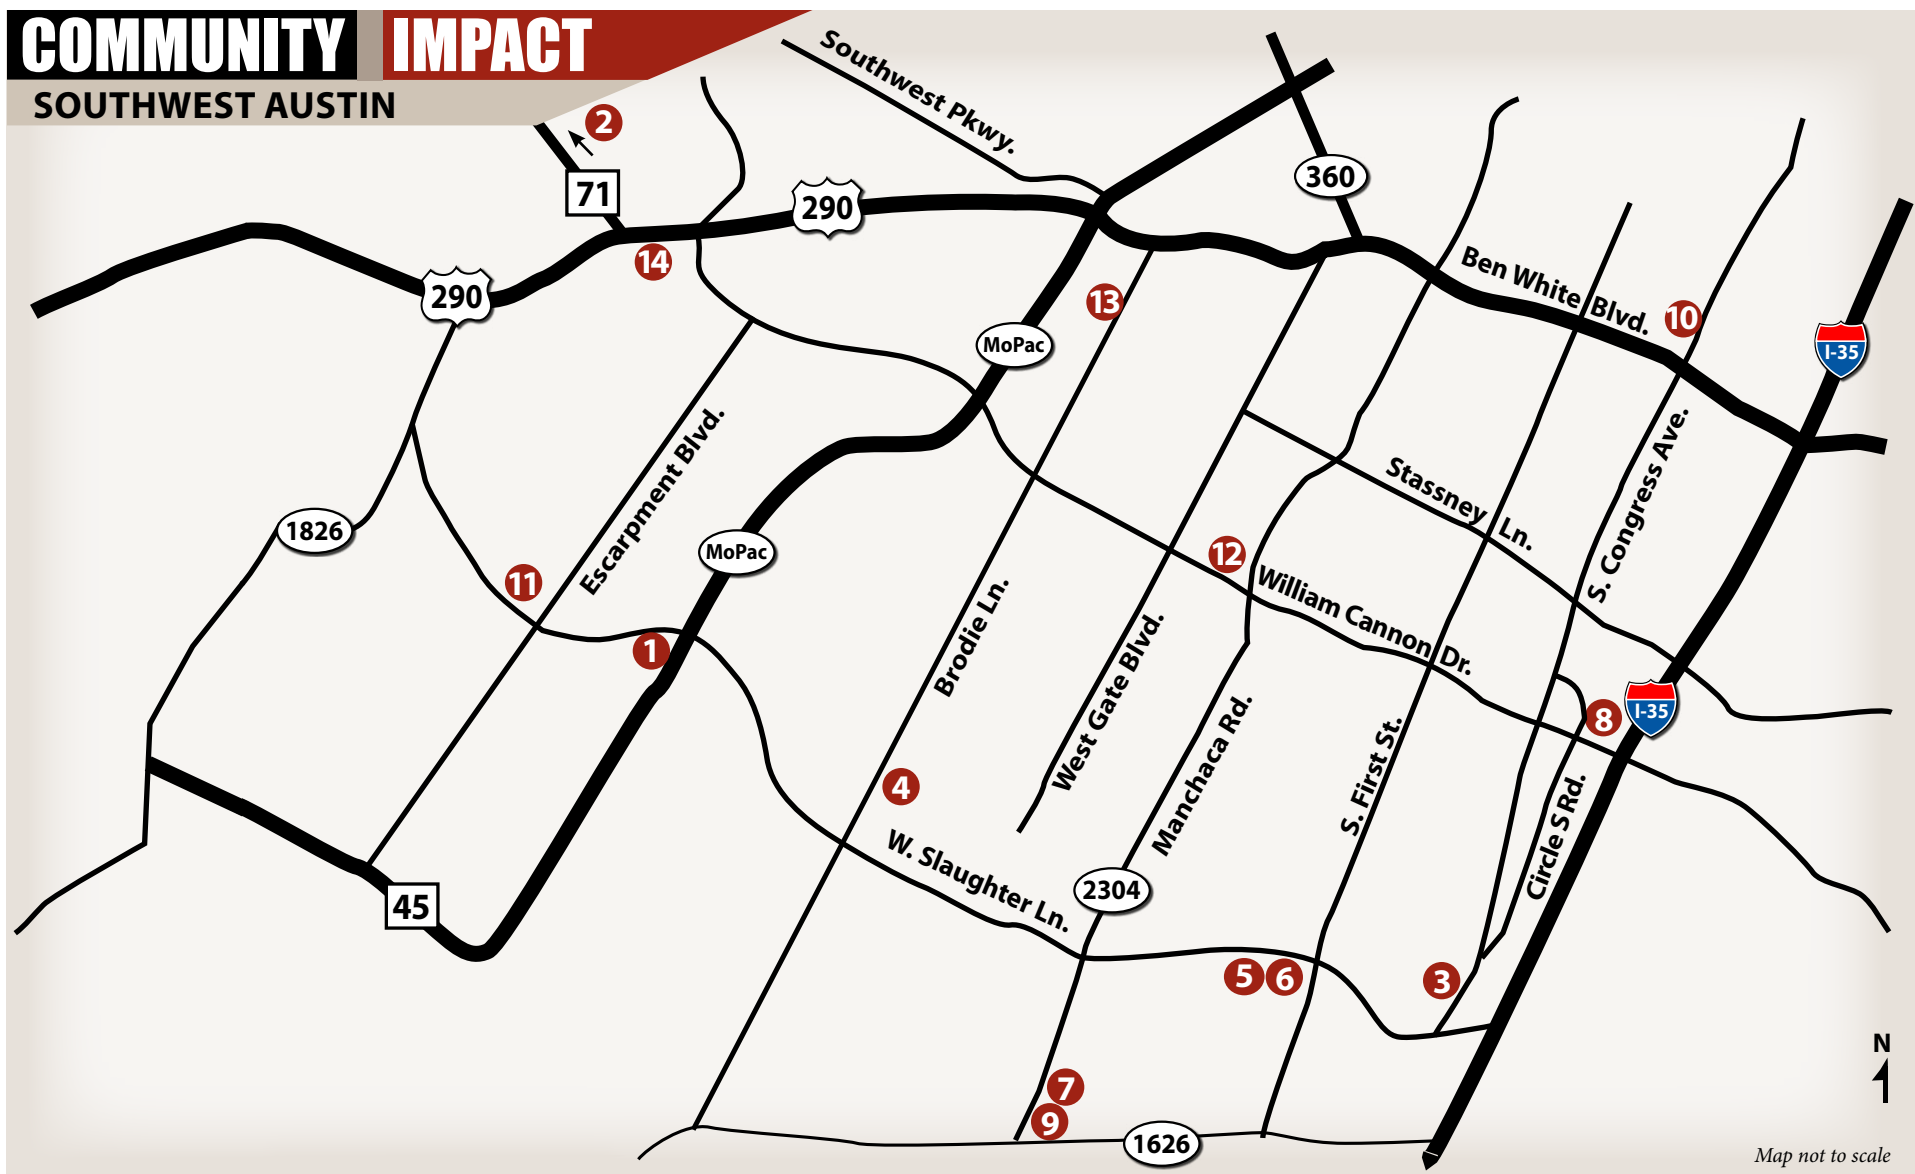 COMMUNITY IMPACT
SOUTHWEST AUSTIN
Southwest Pkwy.
2
71
290
360
14
290
13
Ben White Blvd.
10
MoPac
I-35
Escarpment Blvd.
Stassney Ln.
S. Congress Ave.
1826
MoPac
11
12
William Cannon Dr.
1
Brodie Ln.
West Gate Blvd.
Manchaca Rd.
8
I-35
4
S. First St.
Circle S Rd.
W. Slaughter Ln.
2304
45
5
6
3
N
7
9
1626
Map not to scale